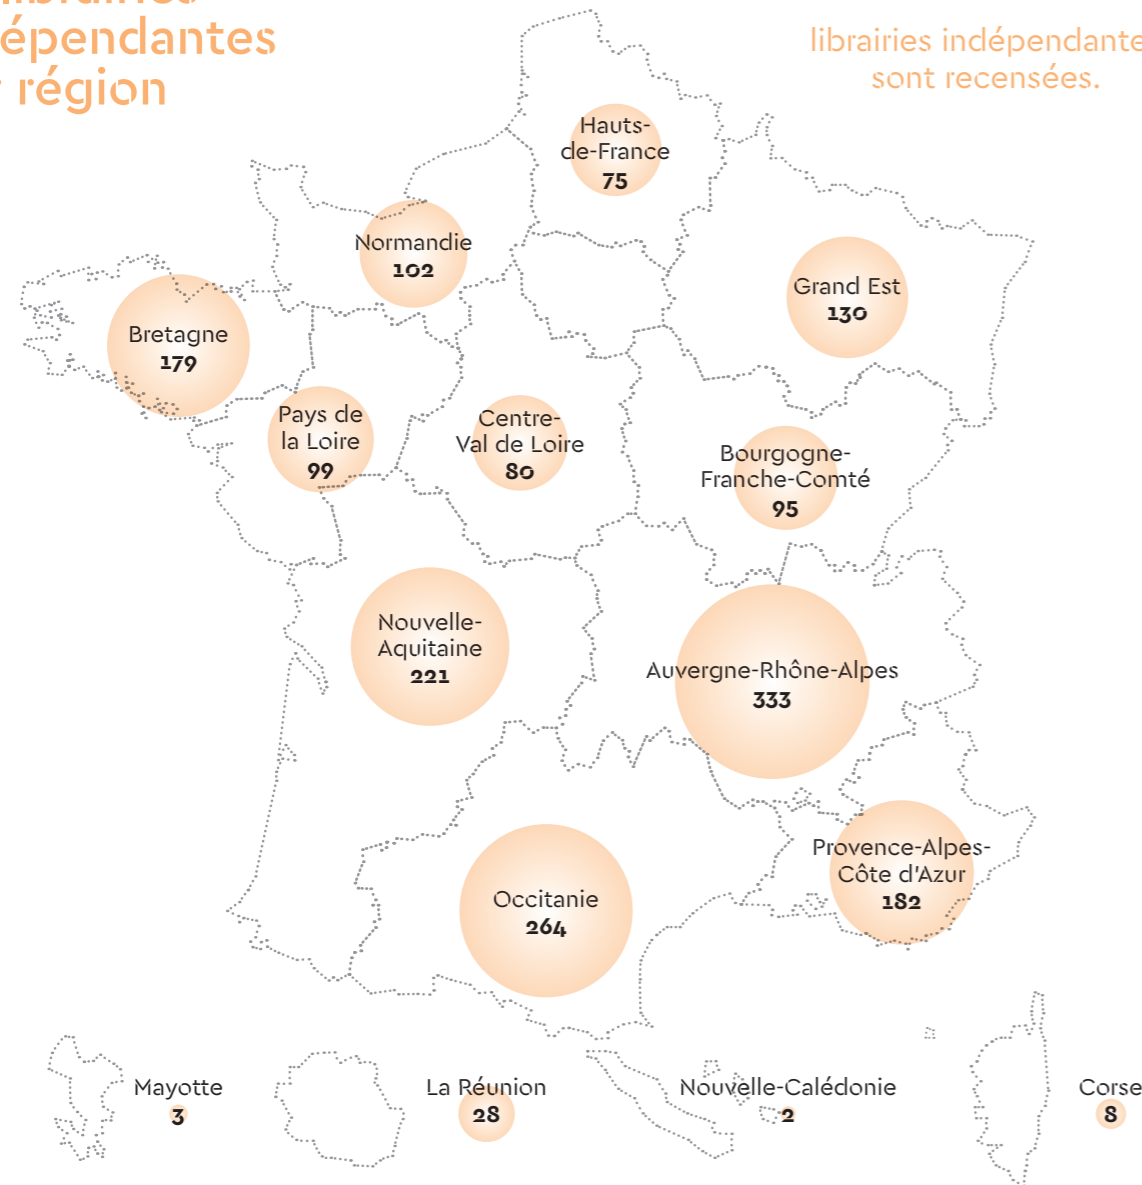 épendantes
région
librairies indépendante
sont recensées.
Hauts-
de-France
75
Normandie
102
Grand Est
130
Bretagne
179
Pays de
la Loire
99
Centre-
Val de Loire
80
Bourgogne-
Franche-Comté
95
Nouvelle-
Aquitaine
221
Auvergne-Rhône-Alpes
333
Provence-Alpes-
Côte d'Azur
182
Occitanie
264
Mayotte
3
La Réunion
28
Nouvelle-Calédonie
2
Corse
8